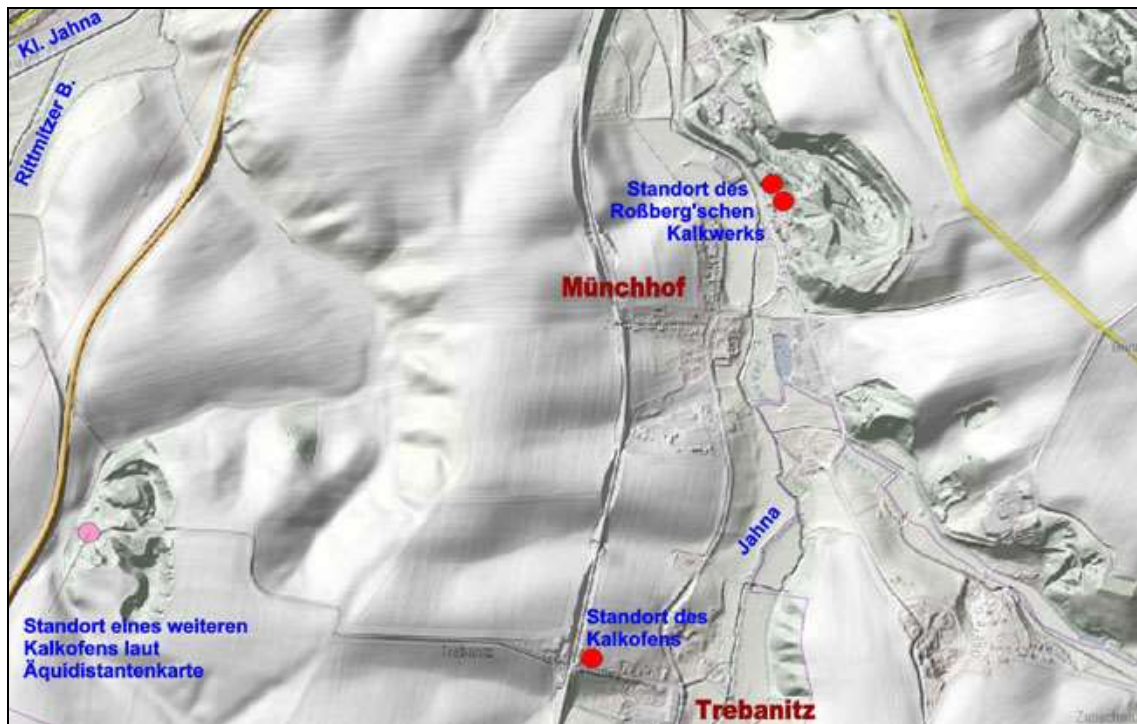 Kl. Jahna
Rittmitzer B.
Standort des
Roßberg'schen
Kalkwerks
Münchhof
Jahna
Standort des
Kalkofens
Standort eines weiteren
Kalkofens laut
Äquidistantenkarte
Trebanitz
Trebanitz